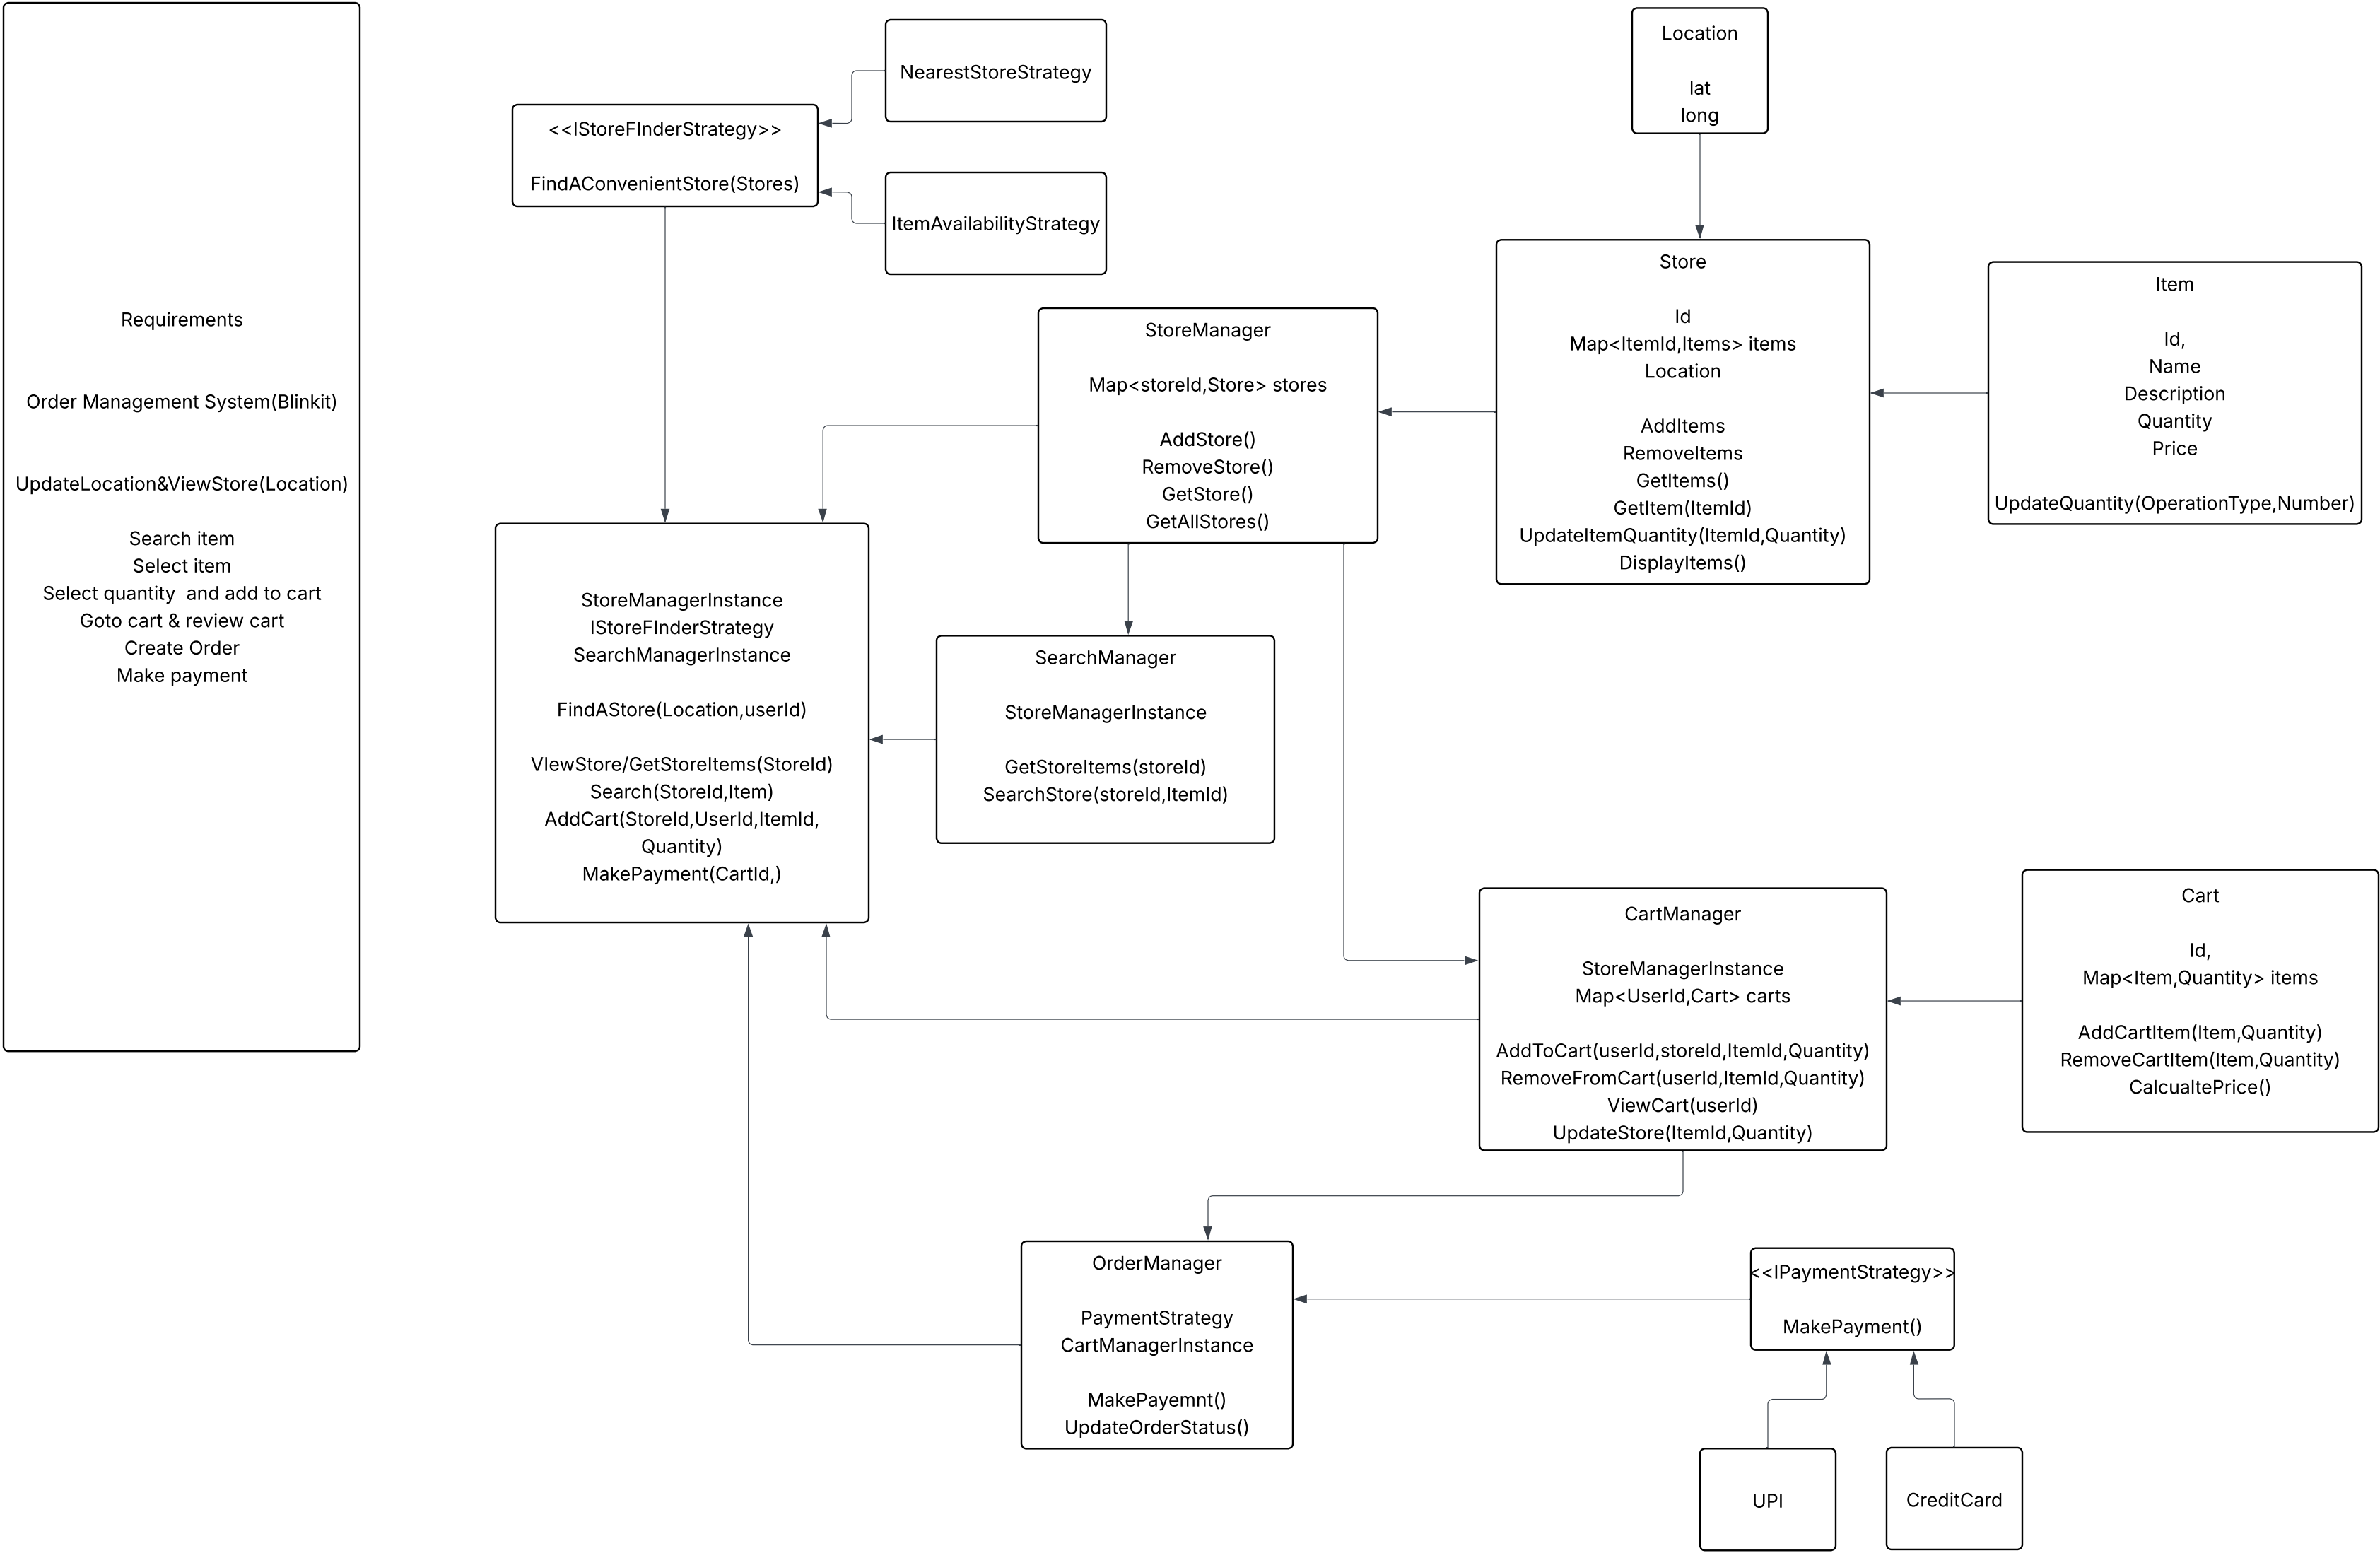 Requirements
Order Management System(Blinkit)
UpdateLocation&ViewStore(Location)
Search item
Select item
Select quantity  and add to cart
Goto cart & review cart
Create Order
Make payment
<<IStoreFInderStrategy>>
FindAConvenientStore(Stores)
NearestStoreStrategy
ItemAvailabilityStrategy
Location
lat
long
Store
Id
Map<ItemId,Items> items
Location
AddItems
RemoveItems
GetItems()
GetItem(ItemId)
UpdateItemQuantity(ItemId,Quantity)
DisplayItems()
Item
Id,
Name
Description
Quantity
Price
UpdateQuantity(OperationType,Number)
StoreManager
Map<storeId,Store> stores
AddStore()
RemoveStore()
GetStore()
GetAllStores()
StoreManagerInstance
IStoreFInderStrategy
SearchManagerInstance
FindAStore(Location,userId)
VIewStore/GetStoreItems(StoreId)
Search(StoreId,Item)
AddCart(StoreId,UserId,ItemId,
Quantity)
MakePayment(CartId,)
SearchManager
StoreManagerInstance
GetStoreItems(storeId)
SearchStore(storeId,ItemId)
CartManager
StoreManagerInstance
Map<UserId,Cart> carts
AddToCart(userId,storeId,ItemId,Quantity)
RemoveFromCart(userId,ItemId,Quantity)
ViewCart(userId)
UpdateStore(ItemId,Quantity)
Cart
Id,
Map<Item,Quantity> items
AddCartItem(Item,Quantity)
RemoveCartItem(Item,Quantity)
CalcualtePrice()
OrderManager
PaymentStrategy
CartManagerInstance
MakePayemnt()
UpdateOrderStatus()
<<IPaymentStrategy>>
MakePayment()
UPI
CreditCard